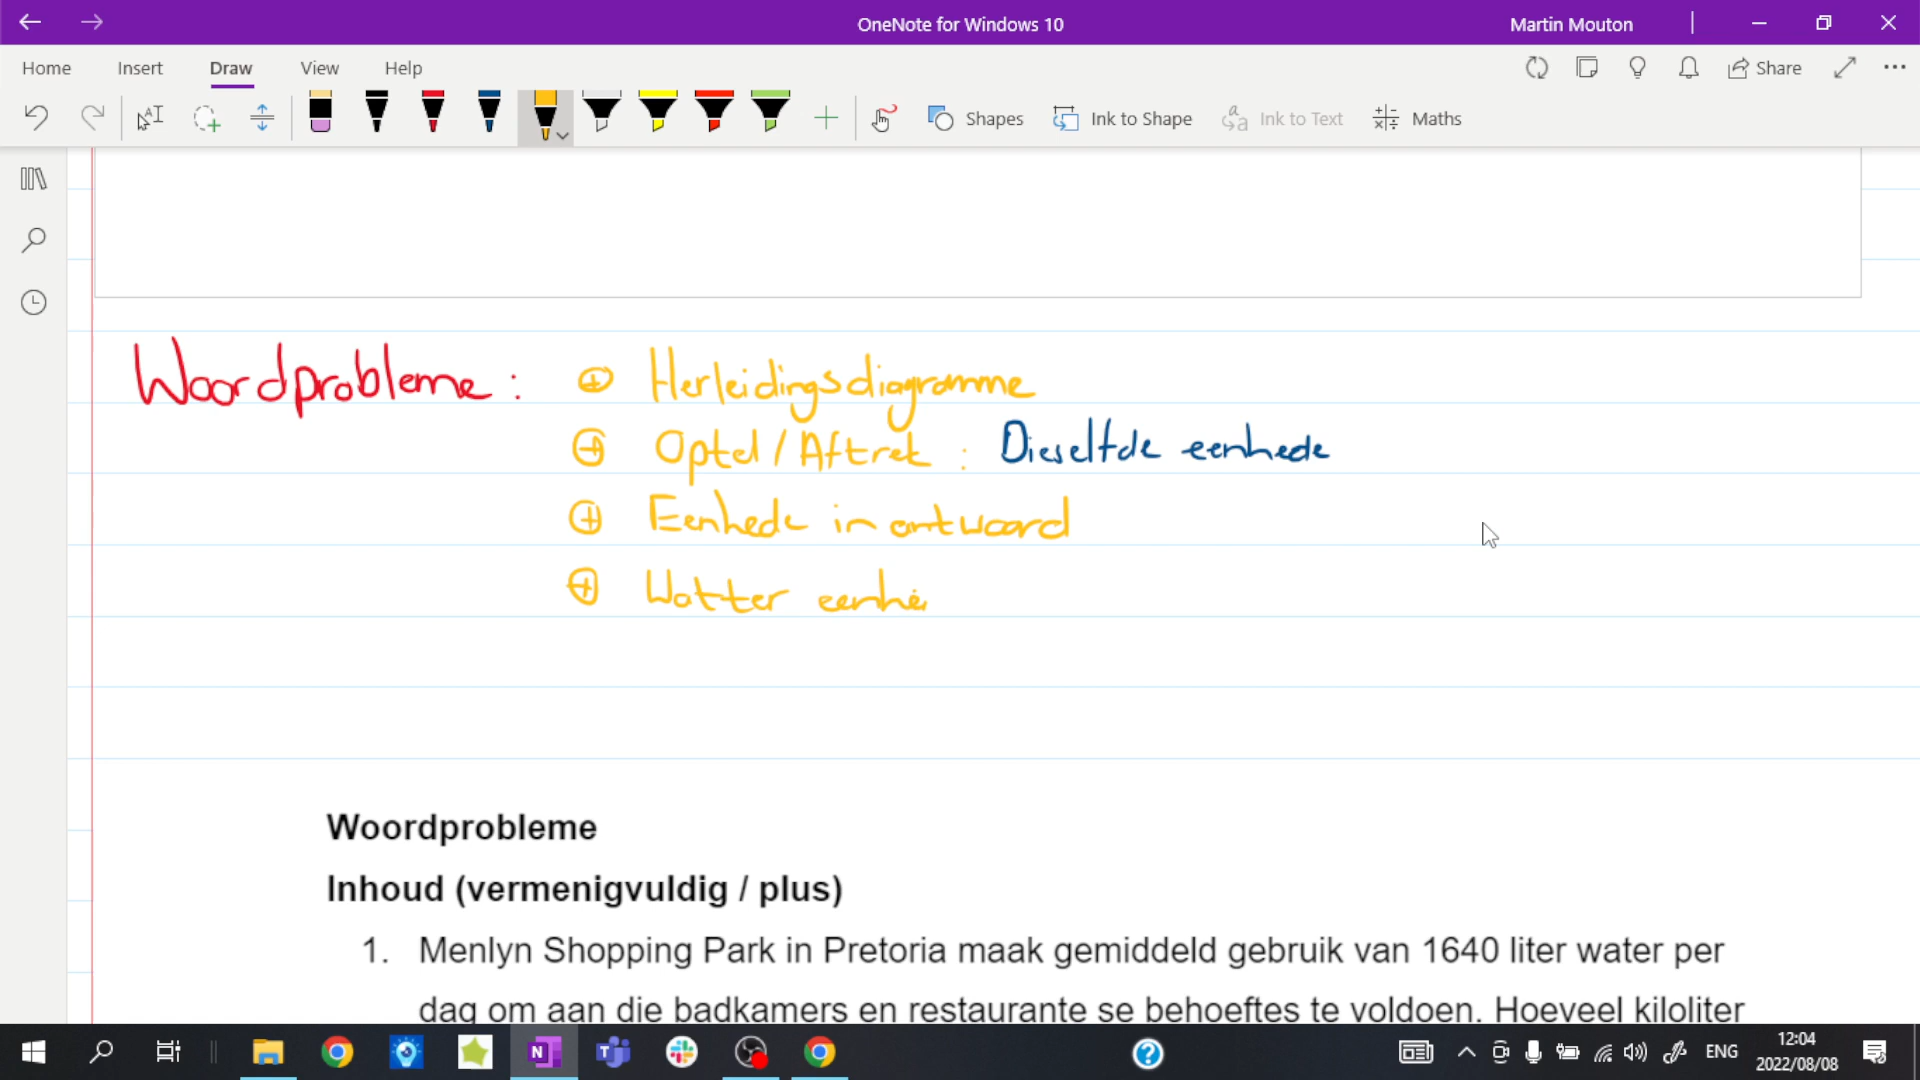 OneNote for Windows 10
Martin Mouton
Home Insert Draw View Help
Share
Shapes Ink to Shape Ink to Text Maths
Woordprobleme : Herleidingsdiagramme
Optel / Aftrek : Dieselfde eenhede
Eenhede in antwoord
Watter eenhei
Woordprobleme
Inhoud (vermenigvuldig / plus)
1. Menlyn Shopping Park in Pretoria maak gemiddeld gebruik van 1640 liter water per
dag om aan die badkamers en restaurante se behoeftes te voldoen. Hoeveel kiloliter
ENG
12:04
2022/08/08